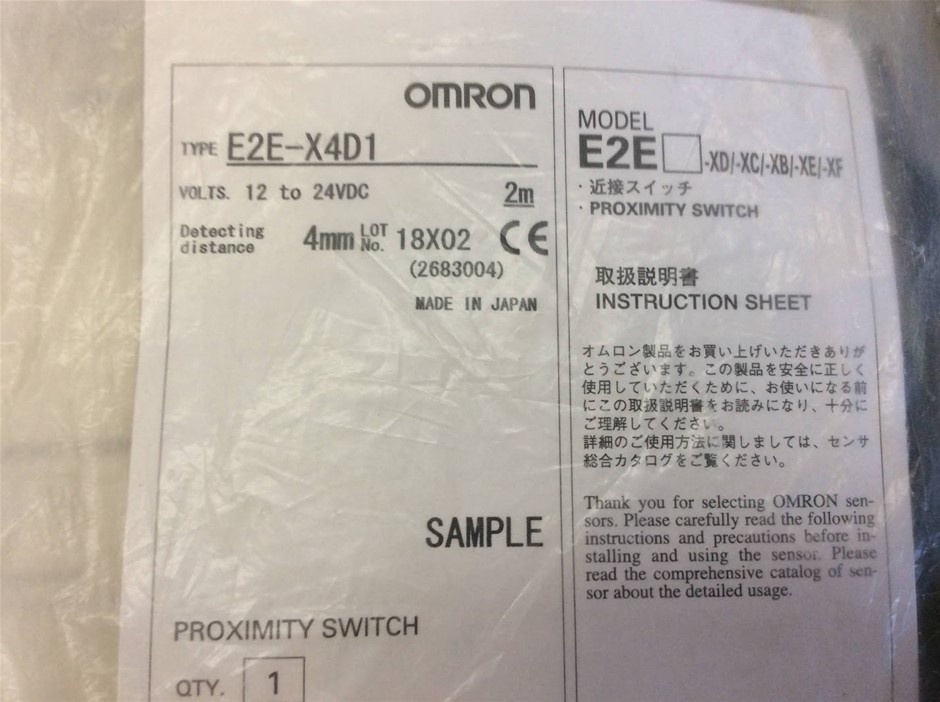 OMRON
TYPE E2E-X4D1
VOLTS. 12 to 24VDC 2m
Detecting distance 4mm LOT No. 18X02 CE
(2683004)
MADE IN JAPAN
SAMPLE
PROXIMITY SWITCH
QTY. 1
MODEL
E2E□-XD/-XC/-XB/-XE/-XF
・近接スイッチ
・PROXIMITY SWITCH
取扱説明書
INSTRUCTION SHEET
オムロン製品をお買い上げいただきありが
とうございます。この製品を安全に正しく
使用していただくために、お使いになる前
にこの取扱説明書をお読みになり、十分に
ご理解してください。
詳細のご使用方法に関しましては、センサ
総合カタログをご覧ください。
Thank you for selecting OMRON sen-
sors. Please carefully read the following
instructions and precautions before in-
stalling and using the sensor. Please
read the comprehensive catalog of sen-
sor about the detailed usage.